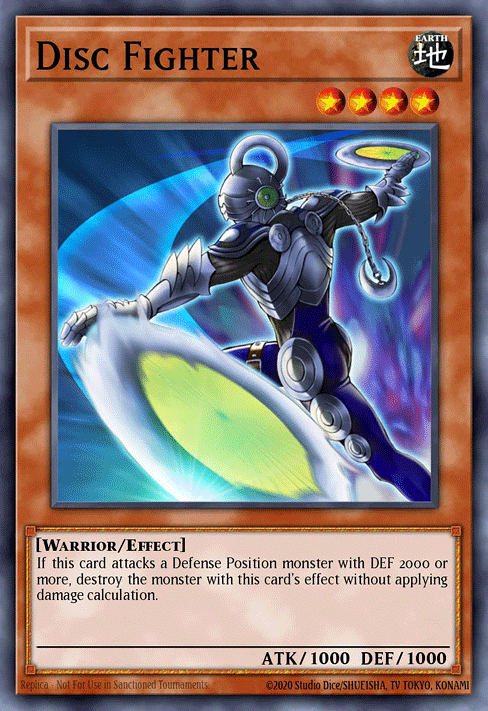 Disc Fighter
EARTH
地
[Warrior/Effect]
If this card attacks a Defense Position monster with DEF 2000 or
more, destroy the monster with this card's effect without applying
damage calculation.
ATK/1000 DEF/1000
Replica - Not For Use in Sanctioned Tournaments
©2020 Studio Dice/SHUEISHA, TV TOKYO, KONAMI